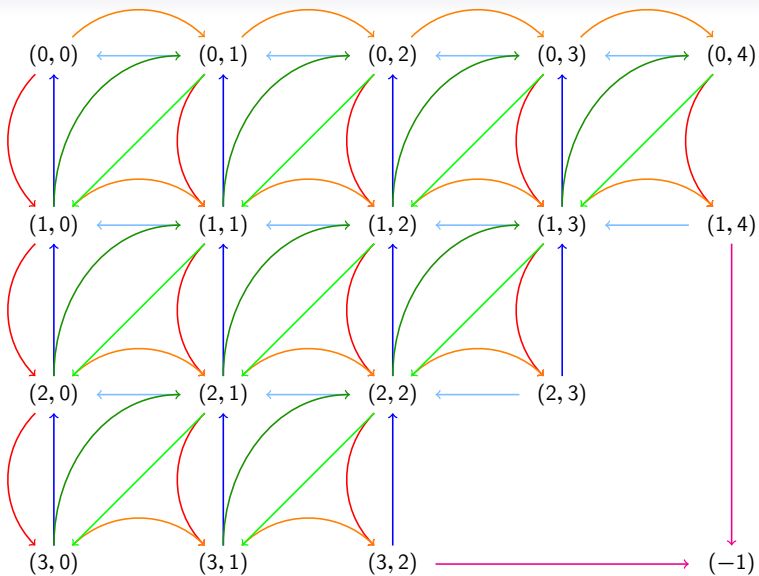 (0, 0) (0, 1) (0, 2) (0, 3) (0, 4)
(1, 0) (1, 1) (1, 2) (1, 3) (1, 4)
(2, 0) (2, 1) (2, 2) (2, 3)
(3, 0) (3, 1) (3, 2) (−1)